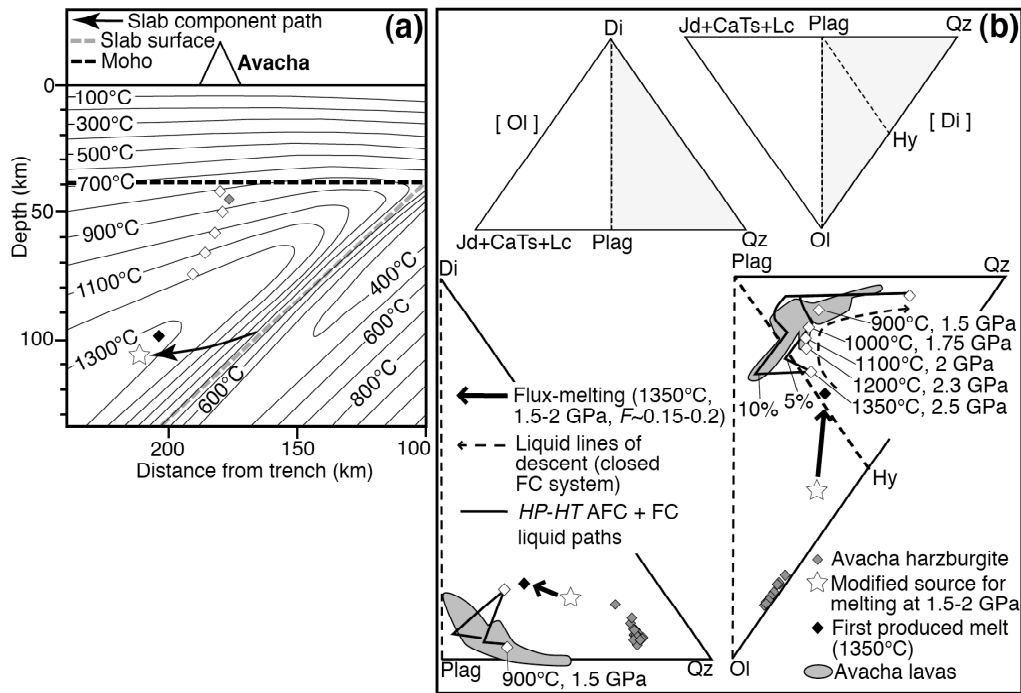 Slab component path
Slab surface
Moho
(a)
Avacha
0
100°C
300°C
500°C
700°C
50
900°C
1100°C
400°C
100
1300°C
600°C
600°C
800°C
Depth (km)
200
150
100
Distance from trench (km)
(b)
Di
[ Ol ]
Jd+CaTs+Lc
Plag
Qz
Jd+CaTs+Lc
Plag
Qz
[ Di ]
Hy
Ol
Di
Flux-melting (1350°C,
1.5-2 GPa, F~0.15-0.2)
Liquid lines of
descent (closed
FC system)
HP-HT AFC + FC
liquid paths
Plag
Qz
900°C, 1.5 GPa
Plag
Qz
900°C, 1.5 GPa
1000°C, 1.75 GPa
1100°C, 2 GPa
1200°C, 2.3 GPa
1350°C, 2.5 GPa
10%
5%
Hy
Ol
Avacha harzburgite
Modified source for
melting at 1.5-2 GPa
First produced melt
(1350°C)
Avacha lavas